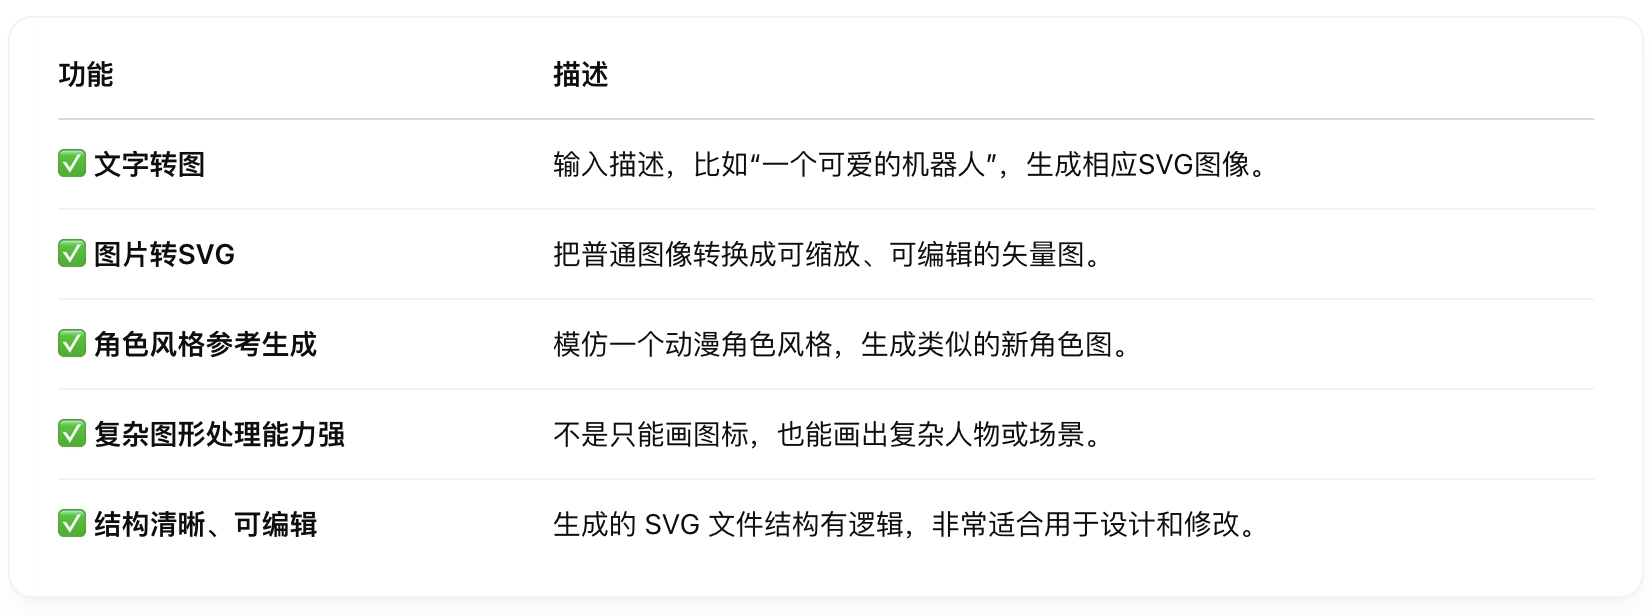 功能 描述
✅ 文字转图 输入描述，比如“一个可爱的机器人”，生成相应SVG图像。
✅ 图片转SVG 把普通图像转换成可缩放、可编辑的矢量图。
✅ 角色风格参考生成 模仿一个动漫角色风格，生成类似的新角色图。
✅ 复杂图形处理能力强 不是只能画图标，也能画出复杂人物或场景。
✅ 结构清晰、可编辑 生成的 SVG 文件结构有逻辑，非常适合用于设计和修改。